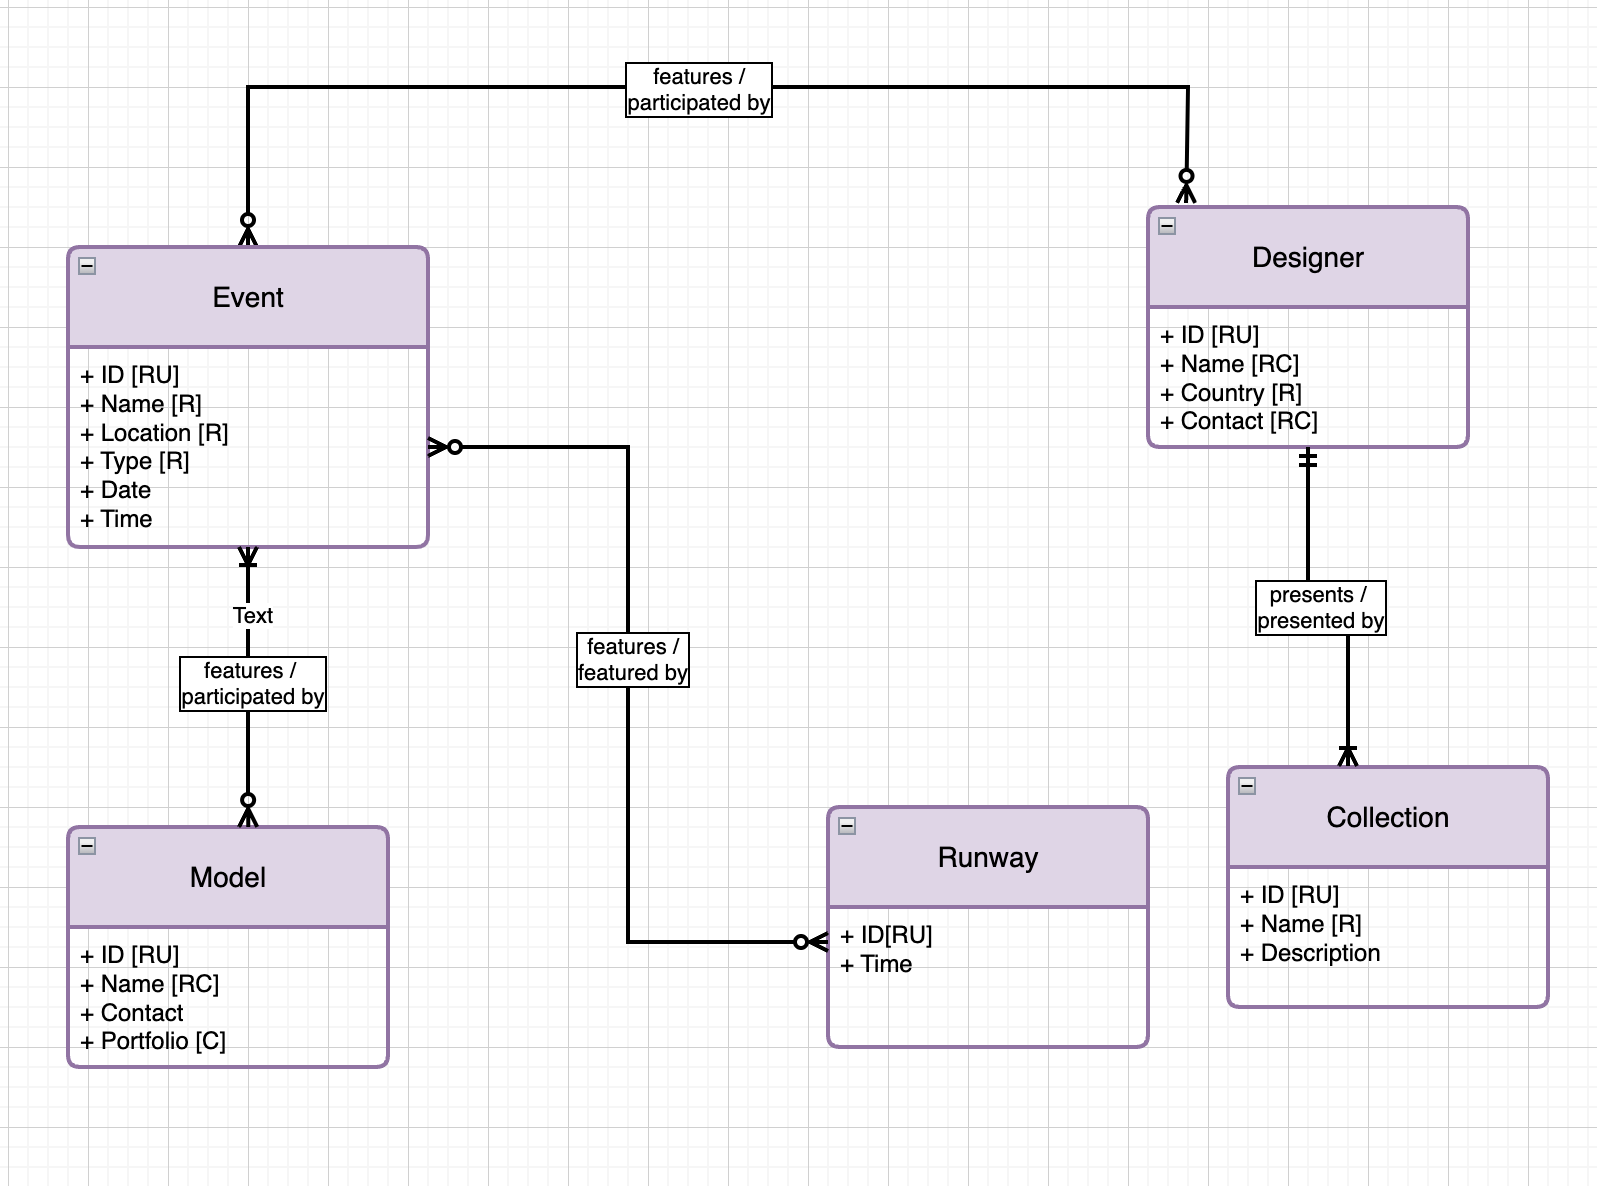 features /
participated by
Event
+ ID [RU]
+ Name [R]
+ Location [R]
+ Type [R]
+ Date
+ Time
Designer
+ ID [RU]
+ Name [RC]
+ Country [R]
+ Contact [RC]
Text
features /
participated by
features /
featured by
presents /
presented by
Model
+ ID [RU]
+ Name [RC]
+ Contact
+ Portfolio [C]
Runway
+ ID[RU]
+ Time
Collection
+ ID [RU]
+ Name [R]
+ Description